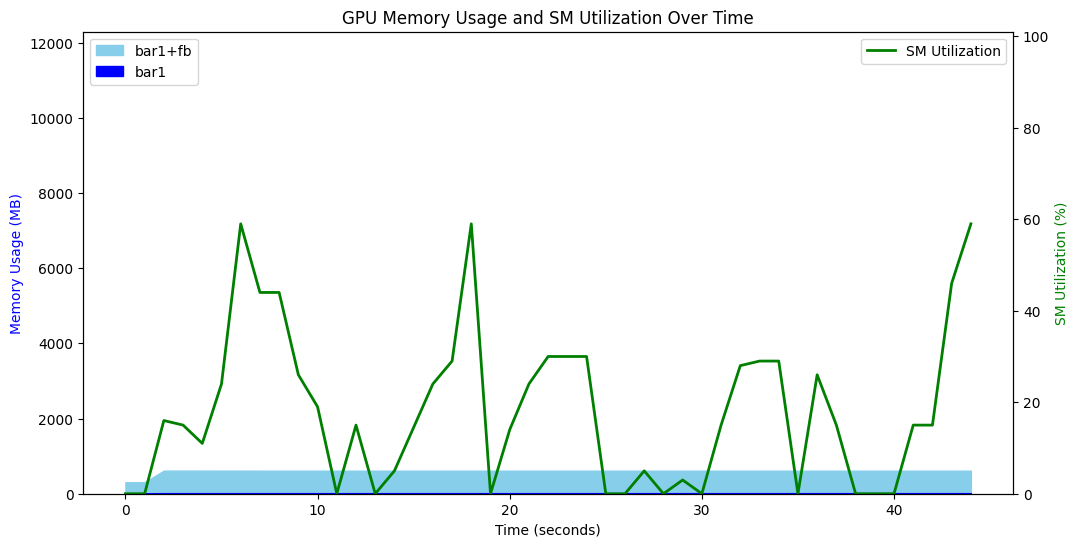 GPU Memory Usage and SM Utilization Over Time
bar1+fb
bar1
SM Utilization
Memory Usage (MB)
12000
10000
8000
6000
4000
2000
0
100
80
60
40
20
0
SM Utilization (%)
0 10 20 30 40
Time (seconds)